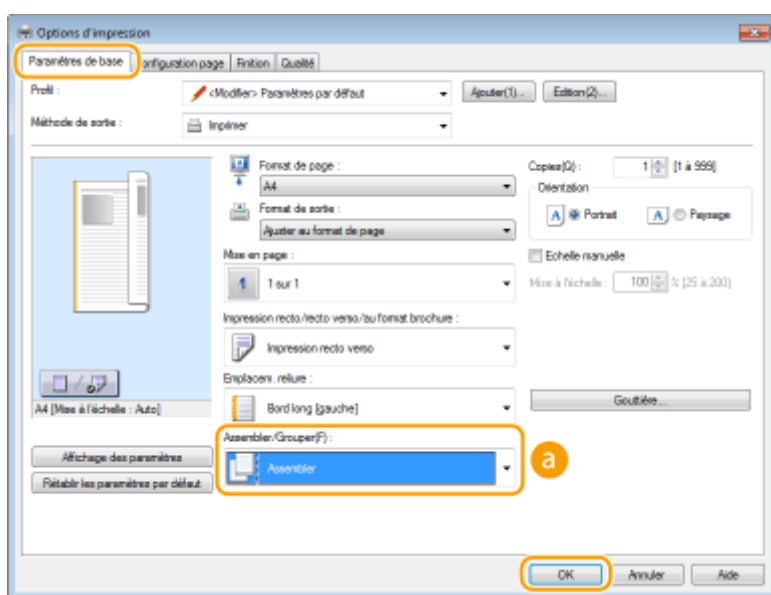 Options d'impression
Paramètres de base
onfiguration page
Finition
Qualité
Profil :
<Modifier> Paramètres par défaut
Ajouter(1)...
Edition(2)...
Méthode de sortie :
Imprimer
Format de page :
A4
Format de sortie :
Ajuster au format de page
Copies(Q) :
1
[1 à 999]
Orientation
A
Portrait
A
Paysage
Mise en page :
1
1 sur 1
Echelle manuelle
Mise à l'échelle :
100
% [25 à 200]
Impression recto/recto verso/au format brochure :
Impression recto verso
Emplacem. reliure :
Bord long [gauche]
Gouttière...
A4 [Mise à l'échelle : Auto]
Assembler/Grouper(F) :
Assembler
a
Affichage des paramètres
Rétablir les paramètres par défaut
OK
Annuler
Aide